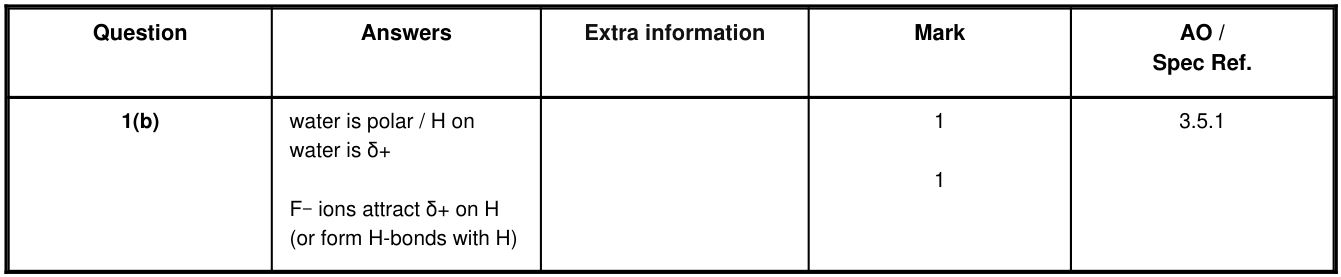 Question Answers Extra information Mark AO /
Spec Ref.
1(b) water is polar / H on 1 3.5.1
water is δ+
1
F– ions attract δ+ on H
(or form H-bonds with H)